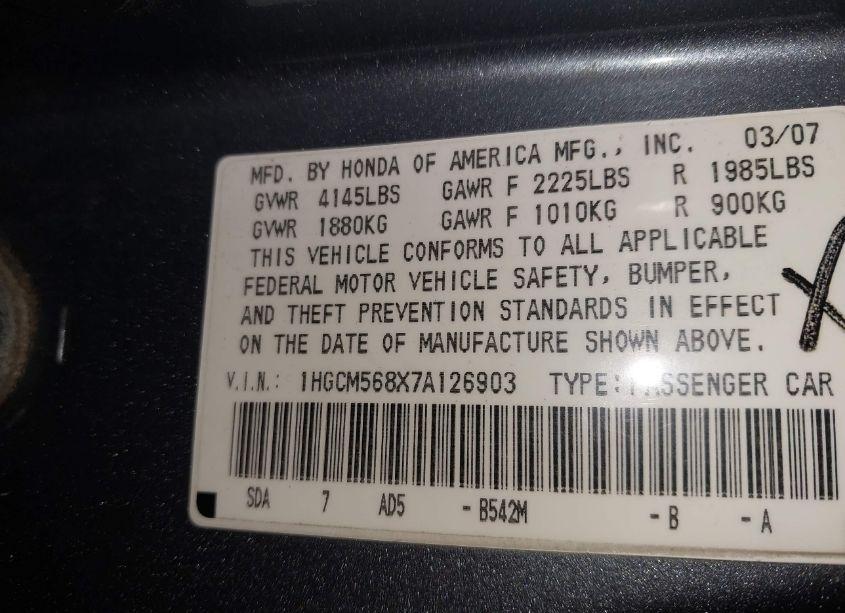 MFD. BY HONDA OF AMERICA MFG., INC. 03/07
GVWR 4145LBS GAWR F 2225LBS R 1985LBS
GVWR 1880KG GAWR F 1010KG R 900KG
THIS VEHICLE CONFORMS TO ALL APPLICABLE
FEDERAL MOTOR VEHICLE SAFETY, BUMPER,
AND THEFT PREVENTION STANDARDS IN EFFECT
ON THE DATE OF MANUFACTURE SHOWN ABOVE.
V.I.N.: 1HGCM568X7A126903 TYPE:PASSENGER CAR
SDA 7 AD5 - B542M - B - A